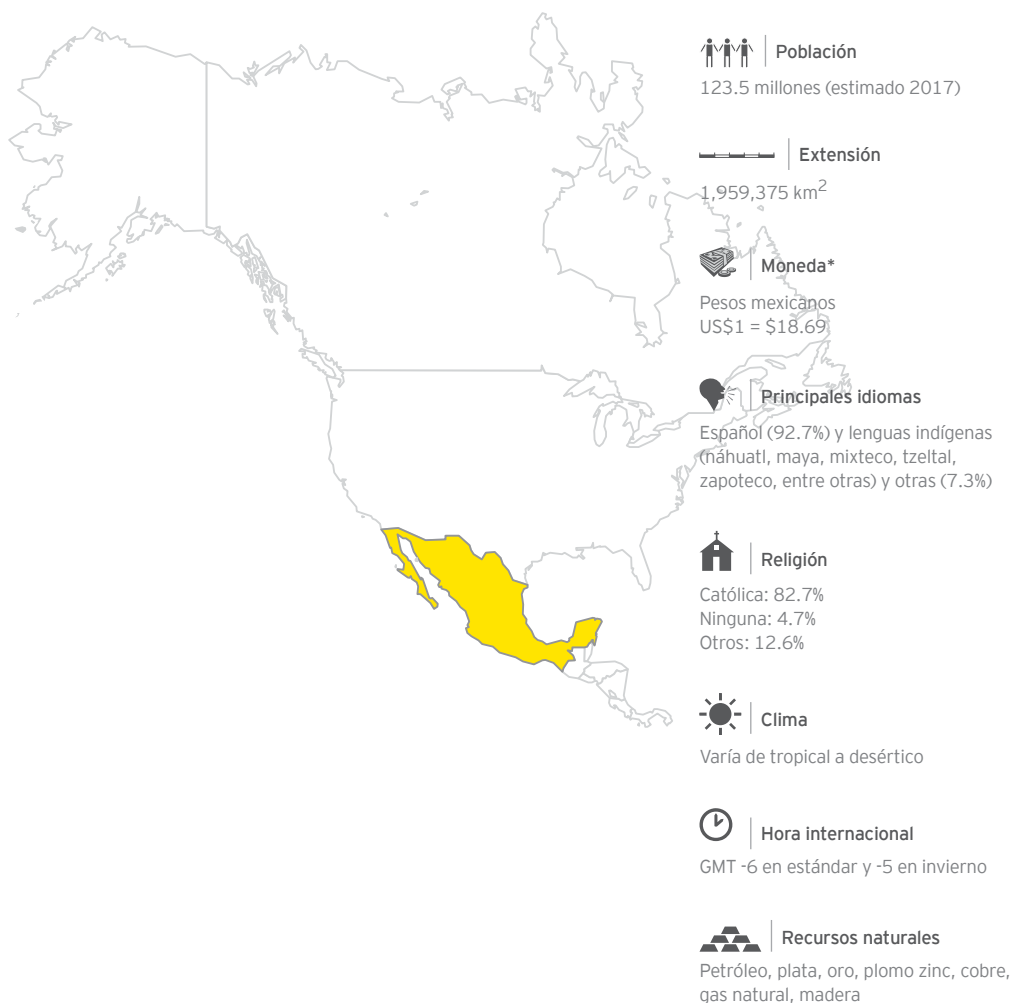 Población
123.5 millones (estimado 2017)
Extensión
1,959,375 km²
Moneda*
Pesos mexicanos
US$1 = $18.69
Principales idiomas
Español (92.7%) y lenguas indígenas
(náhuatl, maya, mixteco, tzeltal,
zapoteco, entre otras) y otras (7.3%)
Religión
Católica: 82.7%
Ninguna: 4.7%
Otros: 12.6%
Clima
Varía de tropical a desértico
Hora internacional
GMT -6 en estándar y -5 en invierno
Recursos naturales
Petróleo, plata, oro, plomo zinc, cobre,
gas natural, madera